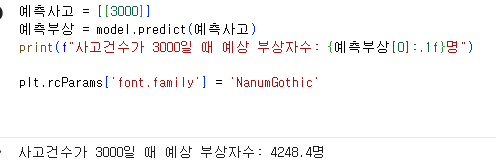 예측사고 = [[3000]]
예측부상 = model.predict(예측사고)
print(f"사고건수가 3000일 때 예상 부상자수: {예측부상[0]:.1f}명")
plt.rcParams['font.family'] = 'NanumGothic'
사고건수가 3000일 때 예상 부상자수: 4248.4명